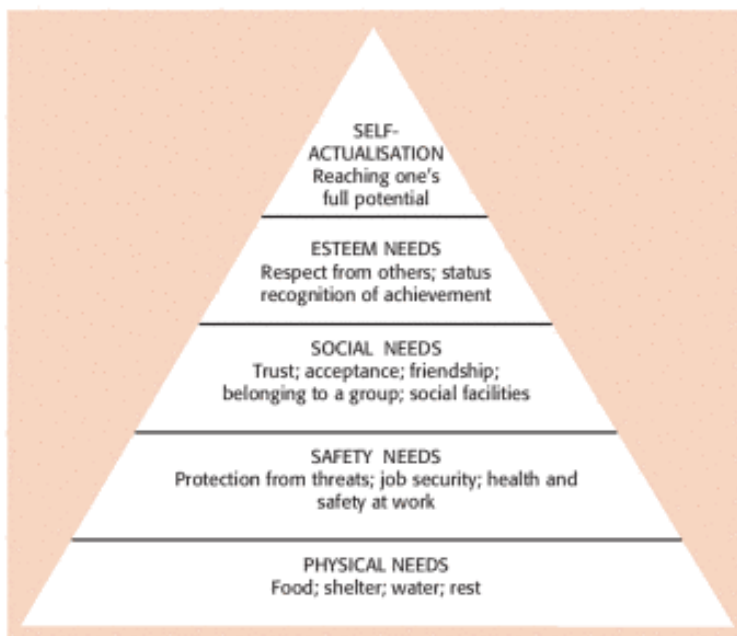 SELF-
ACTUALISATION
Reaching one's
full potential
ESTEEM NEEDS
Respect from others; status
recognition of achievement
SOCIAL NEEDS
Trust; acceptance; friendship;
belonging to a group; social facilities
SAFETY NEEDS
Protection from threats; job security; health and
safety at work
PHYSICAL NEEDS
Food; shelter; water; rest